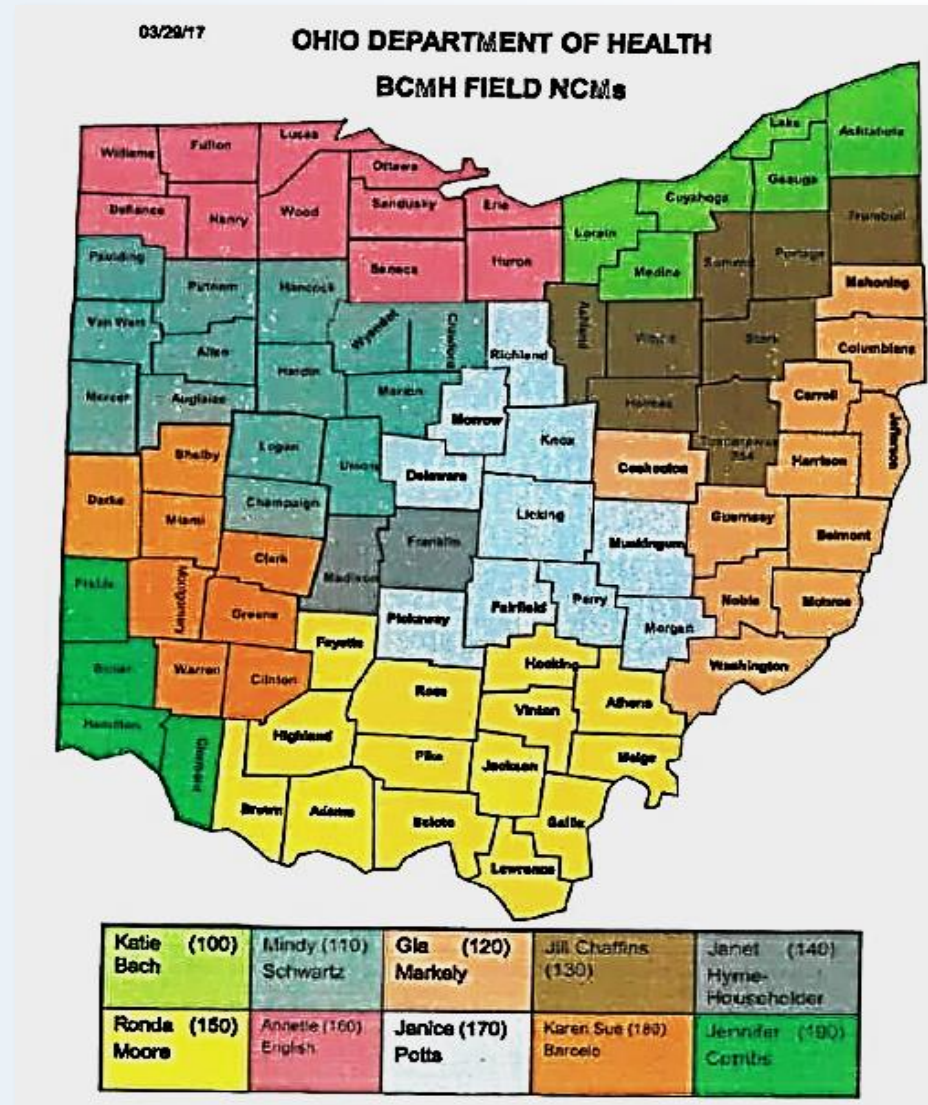 03/29/17
OHIO DEPARTMENT OF HEALTH
BCMH FIELD NCMs
Williams
Fulton
Lucas
Ottawa
Lake
Ashtabula
Geauga
Cuyahoga
Defiance
Henry
Wood
Sandusky
Erie
Lorain
Trumbull
Paulding
Seneca
Huron
Medina
Summit
Portage
Mahoning
Putnam
Hancock
Van Wert
Wyandot
Crawford
Richland
Ashland
Wayne
Stark
Columbiana
Allen
Hardin
Mercer
Auglaize
Marion
Morrow
Holmes
Carroll
Jefferson
Logan
Union
Knox
Tuscarawas
Harrison
Shelby
Delaware
Coshocton
Darke
Champaign
Licking
Guernsey
Belmont
Miami
Franklin
Muskingum
Clark
Madison
Preble
Montgomery
Greene
Pickaway
Fairfield
Perry
Noble
Monroe
Morgan
Fayette
Hocking
Washington
Butler
Warren
Clinton
Ross
Athens
Vinton
Hamilton
Clermont
Highland
Pike
Jackson
Meigs
Brown
Adams
Scioto
Gallia
Lawrence
Katie (100)
Bach
Mindy (110)
Schwartz
Gia (120)
Markely
Jill Chaffins
(130)
Janet (140)
Hyme-
Householder
Ronda (150)
Moore
Annette (160)
English
Janice (170)
Potts
Karen Sue (180)
Barcelo
Jennifer (190)
Combs